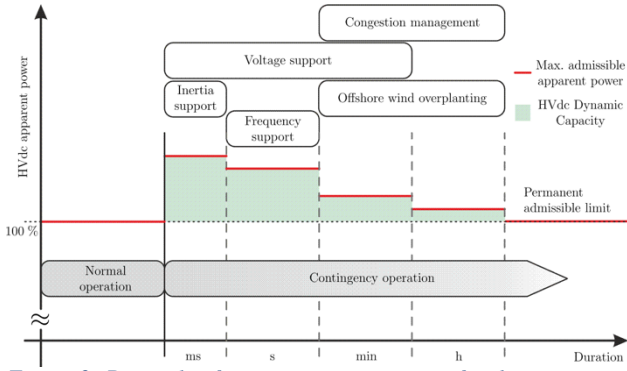 HVdc apparent power
Congestion management
Voltage support
Inertia
support
Offshore wind overplanting
Frequency
support
Max. admissible
apparent power
HVdc Dynamic
Capacity
Permanent
admissible limit
100 %
Normal
operation
Contingency operation
ms
s
min
h
Duration